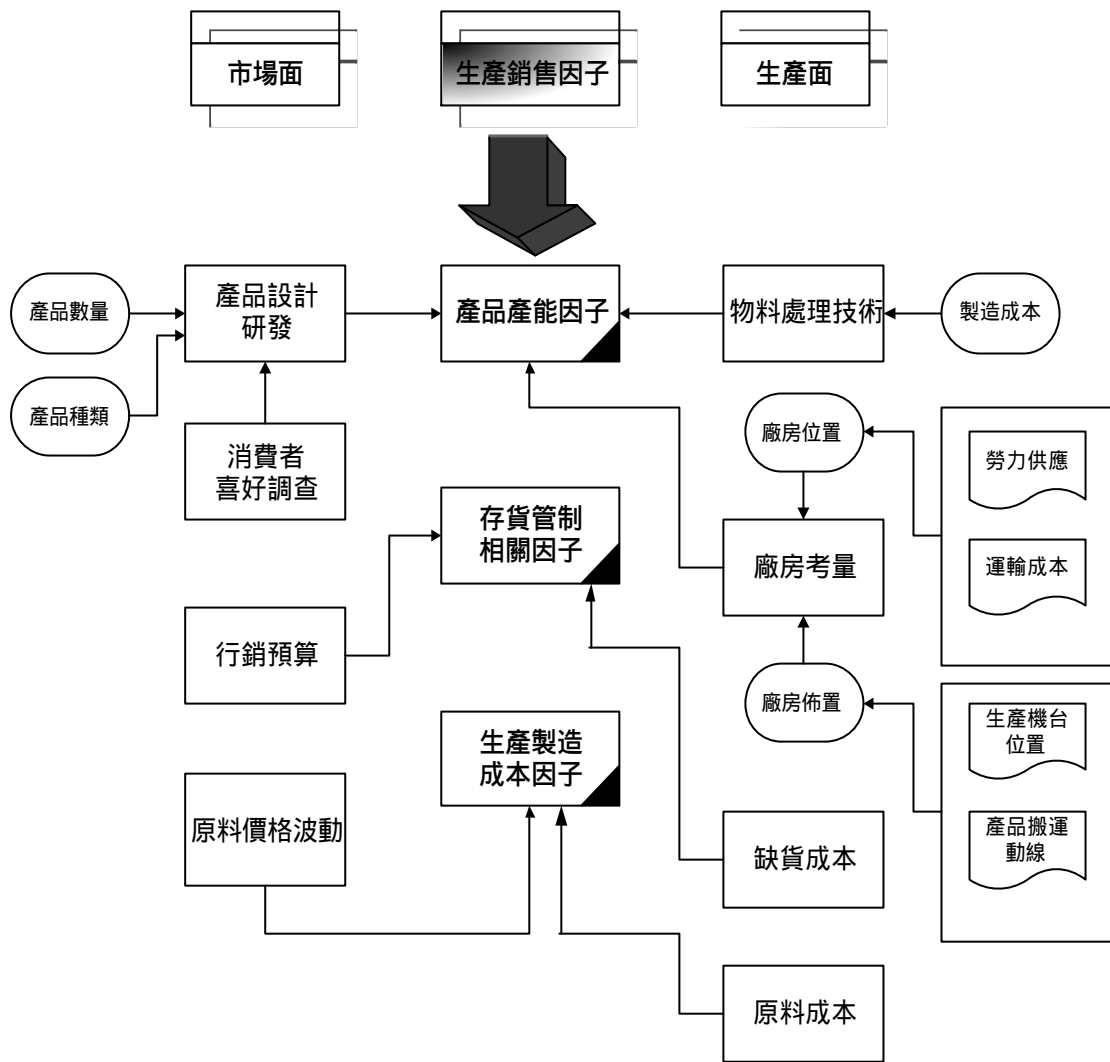 市場面
生產銷售因子
生產面
產品數量
產品設計
研發
產品產能因子
物料處理技術
製造成本
產品種類
消費者
喜好調查
廠房位置
勞力供應
存貨管制
相關因子
廠房考量
運輸成本
行銷預算
廠房佈置
生產機台
位置
生產製造
成本因子
原料價格波動
缺貨成本
產品搬運
動線
原料成本